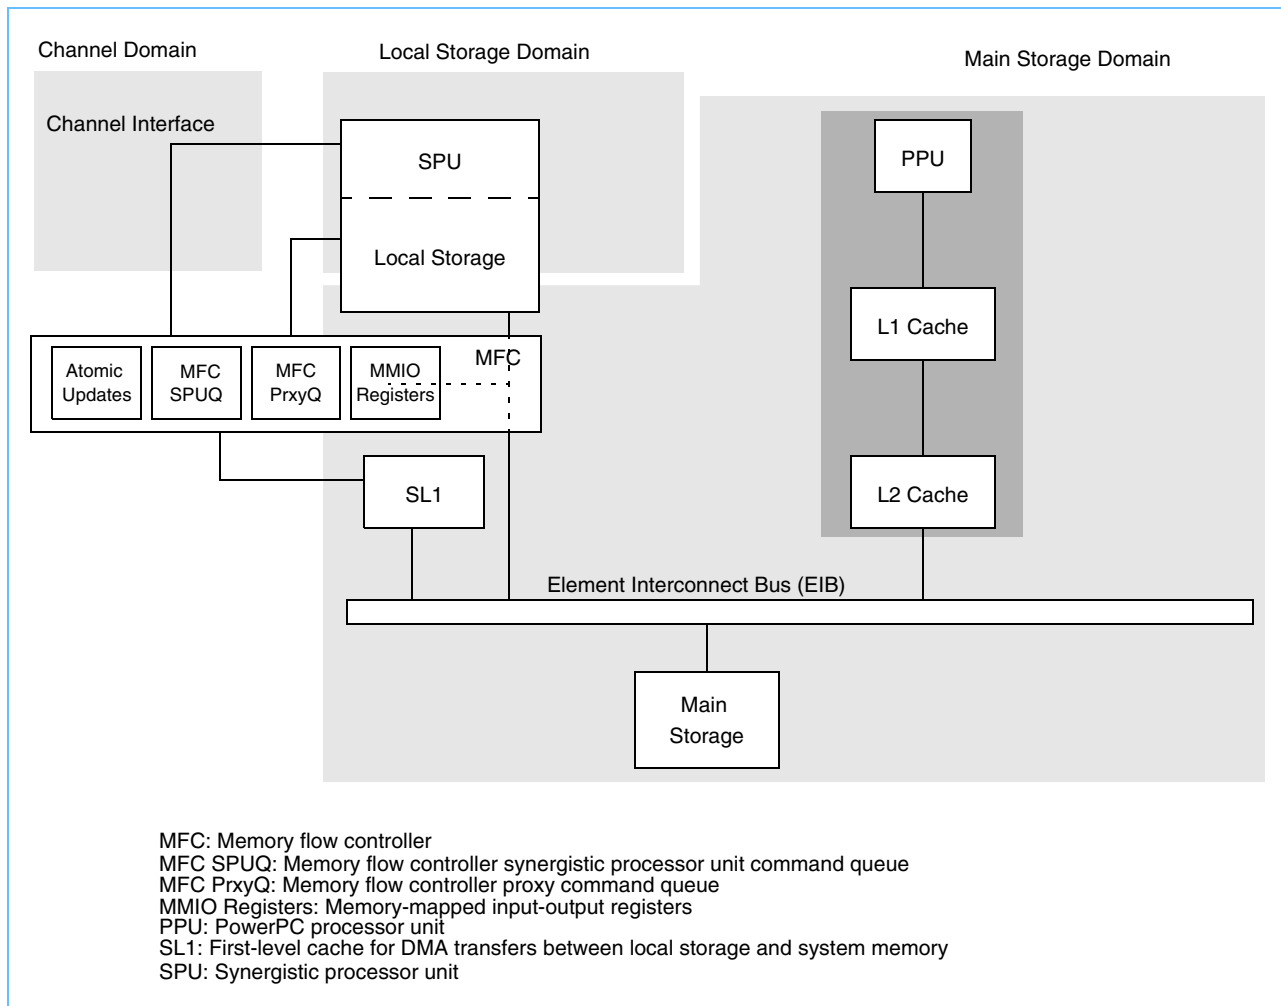 Channel Domain
Local Storage Domain
Main Storage Domain
Channel Interface
SPU
PPU
Local Storage
L1 Cache
MFC
Atomic
Updates
MFC
SPUQ
MFC
PrxyQ
MMIO
Registers
SL1
L2 Cache
Element Interconnect Bus (EIB)
Main
Storage
MFC: Memory flow controller
MFC SPUQ: Memory flow controller synergistic processor unit command queue
MFC PrxyQ: Memory flow controller proxy command queue
MMIO Registers: Memory-mapped input-output registers
PPU: PowerPC processor unit
SL1: First-level cache for DMA transfers between local storage and system memory
SPU: Synergistic processor unit